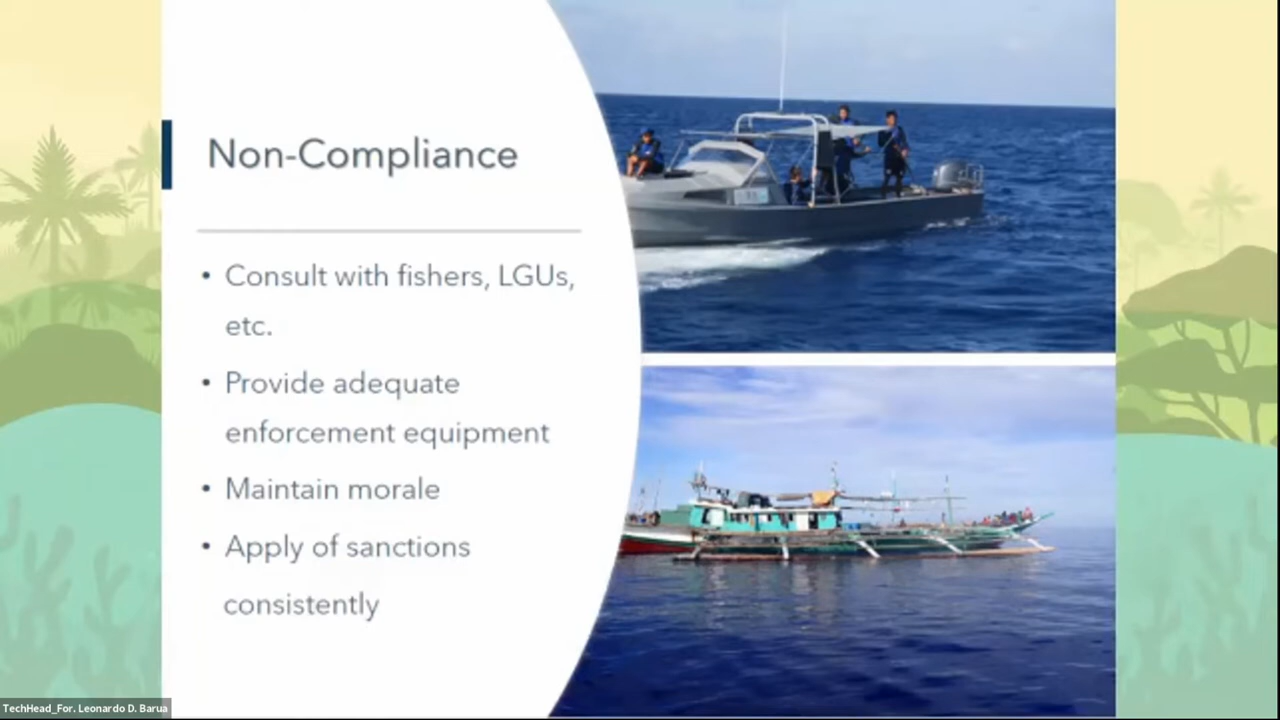 Non-Compliance
• Consult with fishers, LGUs,
etc.
• Provide adequate
enforcement equipment
• Maintain morale
• Apply of sanctions
consistently
TechHead_For. Leonardo D. Barua